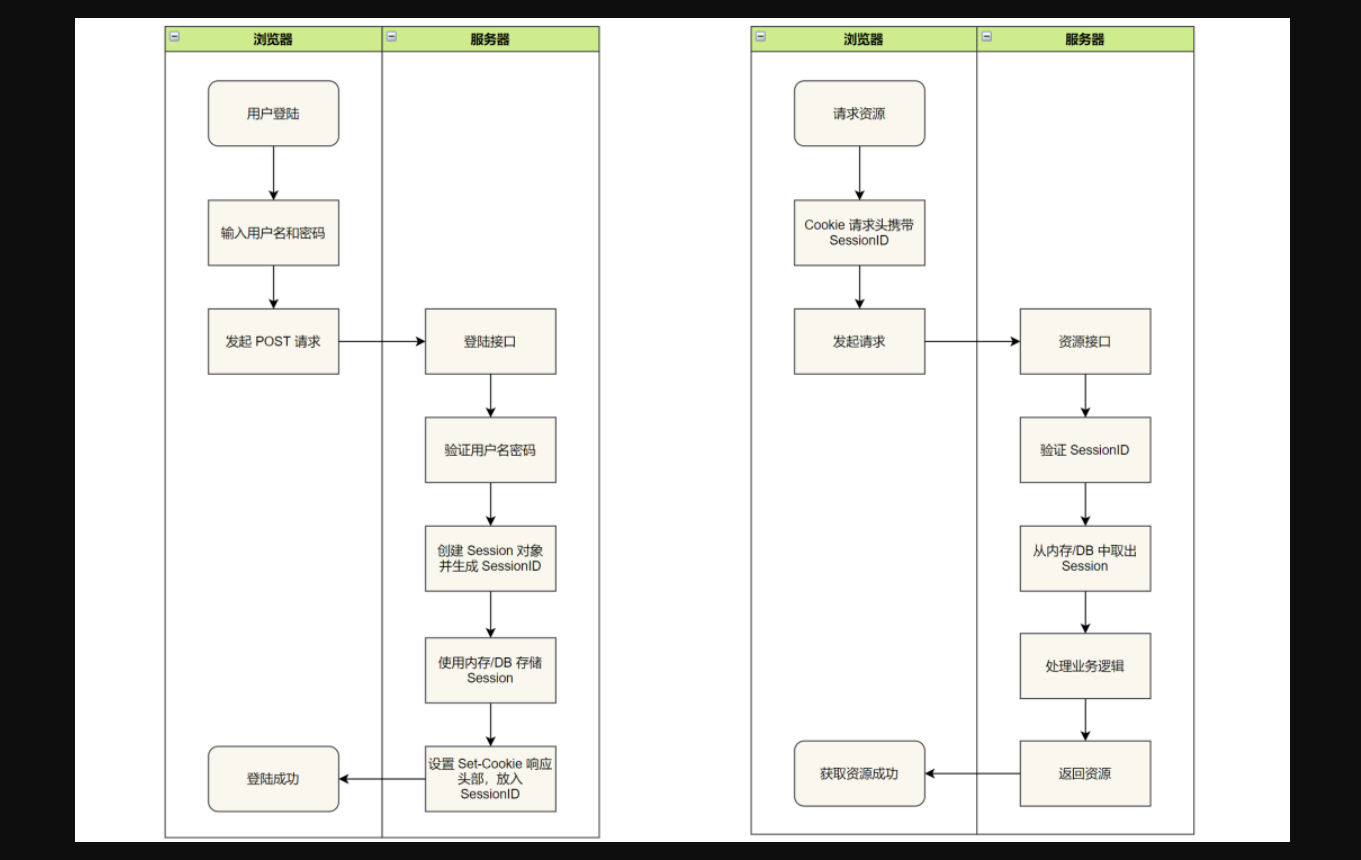 浏览器
服务器
用户登陆
输入用户名和密码
发起 POST 请求
登陆接口
验证用户名密码
创建 Session 对象
并生成 SessionID
使用内存/DB 存储
Session
设置 Set-Cookie 响应
头部，放入
SessionID
登陆成功
浏览器
服务器
请求资源
Cookie 请求头携带
SessionID
发起请求
资源接口
验证 SessionID
从内存/DB 中取出
Session
处理业务逻辑
返回资源
获取资源成功